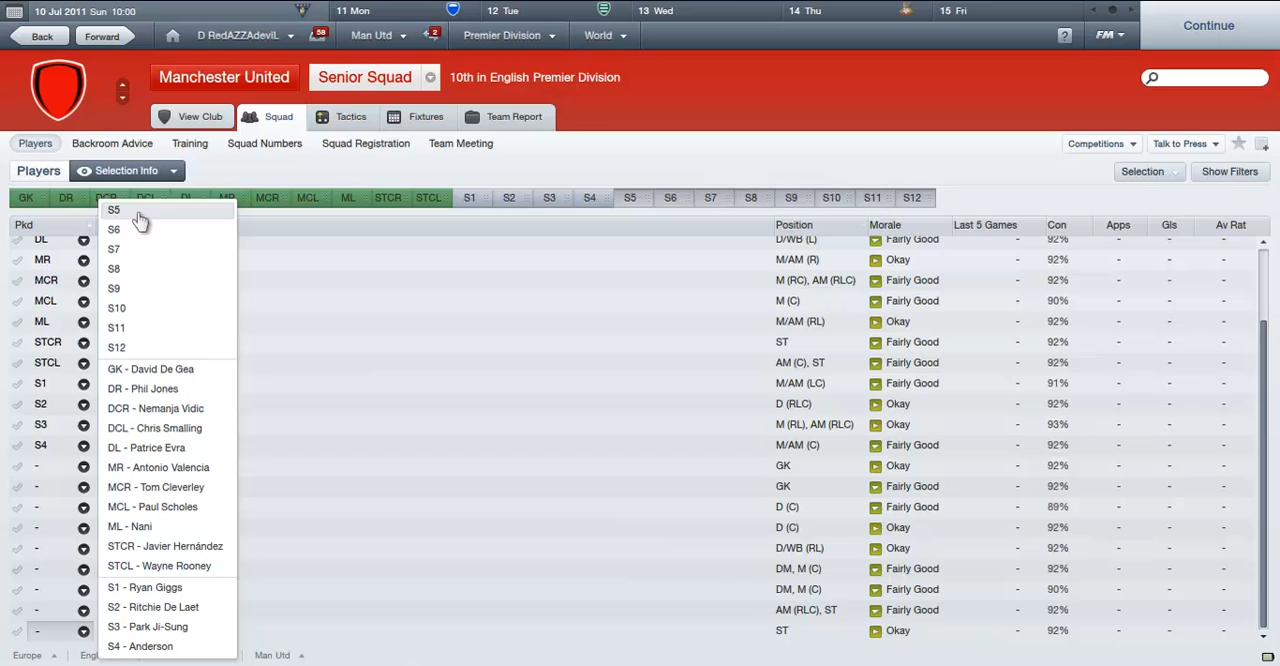 10 Jul 2011 Sun 10:00 11 Mon 12 Tue 13 Wed 14 Thu 15 Fri
Back Forward D RedAZZAdeviL 58 Man Utd 2 Premier Division World ? FM Continue
Manchester United Senior Squad 10th in English Premier Division
View Club Squad Tactics Fixtures Team Report
Players Backroom Advice Training Squad Numbers Squad Registration Team Meeting Competitions Talk to Press
Players Selection Info Selection Show Filters
GK DR DCR DCL DL MR MCR MCL ML STCR STCL S1 S2 S3 S4 S5 S6 S7 S8 S9 S10 S11 S12
Pkd Position Morale Last 5 Games Con Apps Gls Av Rat
DL D/WB (L) Fairly Good - 92% - - -
MR M/AM (R) Okay - 92% - - -
MCR M (RC), AM (RLC) Fairly Good - 92% - - -
MCL M (C) Fairly Good - 90% - - -
ML M/AM (RL) Okay - 92% - - -
STCR ST Okay - 92% - - -
STCL AM (C), ST Fairly Good - 92% - - -
S1 M/AM (LC) Fairly Good - 91% - - -
S2 D (RLC) Okay - 92% - - -
S3 M (RL), AM (RLC) Okay - 93% - - -
S4 M/AM (C) Fairly Good - 92% - - -
- GK Okay - 92% - - -
- GK Fairly Good - 92% - - -
- D (C) Fairly Good - 89% - - -
- D (C) Okay - 92% - - -
- D/WB (RL) Okay - 92% - - -
- DM, M (C) Fairly Good - 92% - - -
- DM, M (C) Fairly Good - 90% - - -
- AM (RLC), ST Fairly Good - 92% - - -
- ST Okay - 92% - - -
S5
S6
S7
S8
S9
S10
S11
S12
GK - David De Gea
DR - Phil Jones
DCR - Nemanja Vidic
DCL - Chris Smalling
DL - Patrice Evra
MR - Antonio Valencia
MCR - Tom Cleverley
MCL - Paul Scholes
ML - Nani
STCR - Javier Hernández
STCL - Wayne Rooney
S1 - Ryan Giggs
S2 - Ritchie De Laet
S3 - Park Ji-Sung
S4 - Anderson
Europe Man Utd